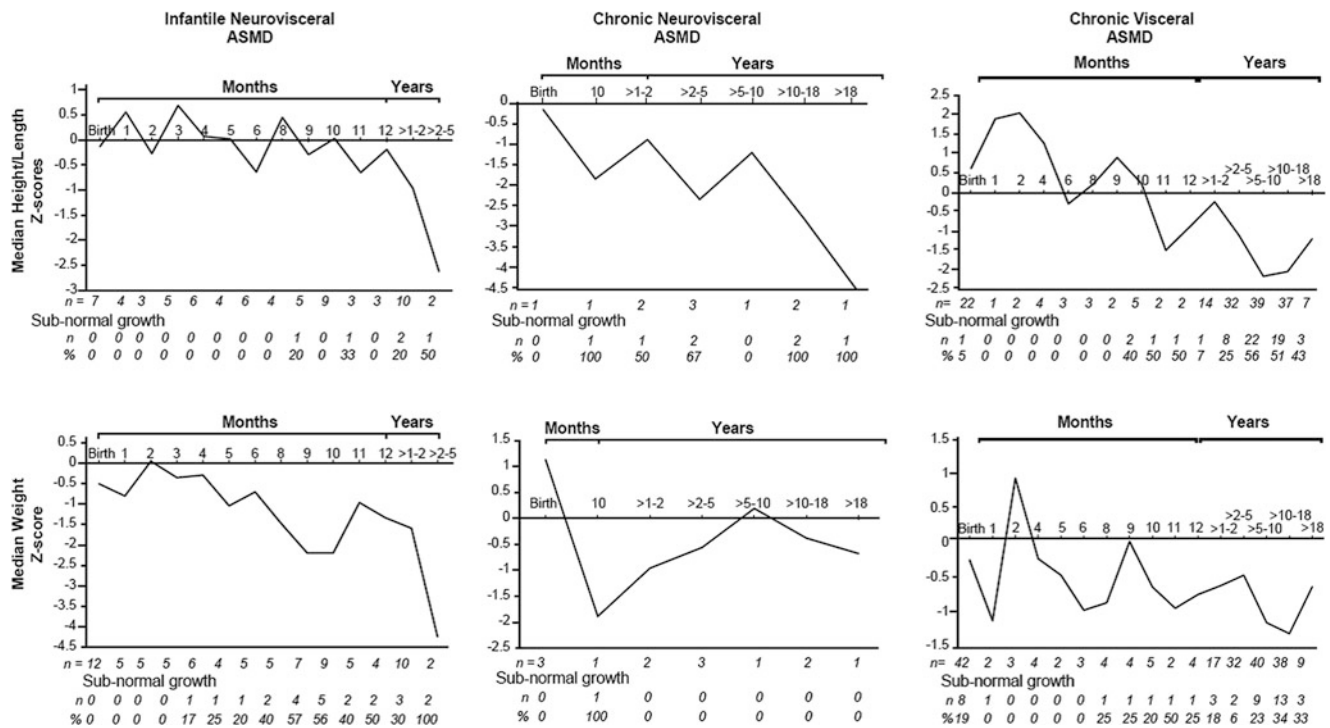 Infantile Neurovisceral
ASMD
Median Height/Length
Z-scores
Months Years
1
0.5
Birth 1 2 3 4 5 6 8 9 10 11 12 >1-2 >2-5
0
-0.5
-1
-1.5
-2
-2.5
-3
n = 7 4 3 5 6 4 6 4 5 9 3 3 10 2
Sub-normal growth
n 0 0 0 0 0 0 0 0 1 0 1 0 2 1
% 0 0 0 0 0 0 0 0 20 0 33 0 20 50
Chronic Neurovisceral
ASMD
Months Years
Birth 10 >1-2 >2-5 >5-10 >10-18 >18
0
-0.5
-1
-1.5
-2
-2.5
-3
-3.5
-4
-4.5
n = 1 1 2 3 1 2 1
Sub-normal growth
n 0 1 1 2 0 2 1
% 0 100 50 67 0 100 100
Chronic Visceral
ASMD
Months Years
2.5
2
1.5
1
0.5
>2-5 >10-18
Birth 1 2 4 6 8 9 10 11 12 >1-2 >5-10 >18
0
-0.5
-1
-1.5
-2
-2.5
n= 22 1 2 4 3 3 2 5 2 2 14 32 39 37 7
Sub-normal growth
n 1 0 0 0 0 0 0 2 1 1 1 8 22 19 3
% 5 0 0 0 0 0 0 40 50 50 7 25 56 51 43
Median Weight
Z-score
Months Years
0.5
Birth 1 2 3 4 5 6 8 9 10 11 12 >1-2 >2-5
0
-0.5
-1
-1.5
-2
-2.5
-3
-3.5
-4
-4.5
n = 12 5 5 5 6 4 5 5 7 9 5 4 10 2
Sub-normal growth
n 0 0 0 0 1 1 1 2 4 5 2 2 3 2
% 0 0 0 0 17 25 20 40 57 56 40 50 30 100
Months Years
1.5
1
0.5
Birth 10 >1-2 >2-5 >5-10 >10-18 >18
0
-0.5
-1
-1.5
-2
-2.5
n = 3 1 2 3 1 2 1
Sub-normal growth
n 0 1 0 0 0 0 0
% 0 100 0 0 0 0 0
Months Years
1.5
1
0.5
>2-5 >10-18
Birth 1 2 4 5 6 8 9 10 11 12 >1-2 >5-10 >18
0
-0.5
-1
-1.5
n= 42 2 3 4 2 3 4 4 5 2 4 17 32 40 38 9
Sub-normal growth
n 8 1 0 0 0 0 1 1 1 1 1 3 2 9 13 3
% 19 0 0 0 0 25 25 20 50 25 23 34 33